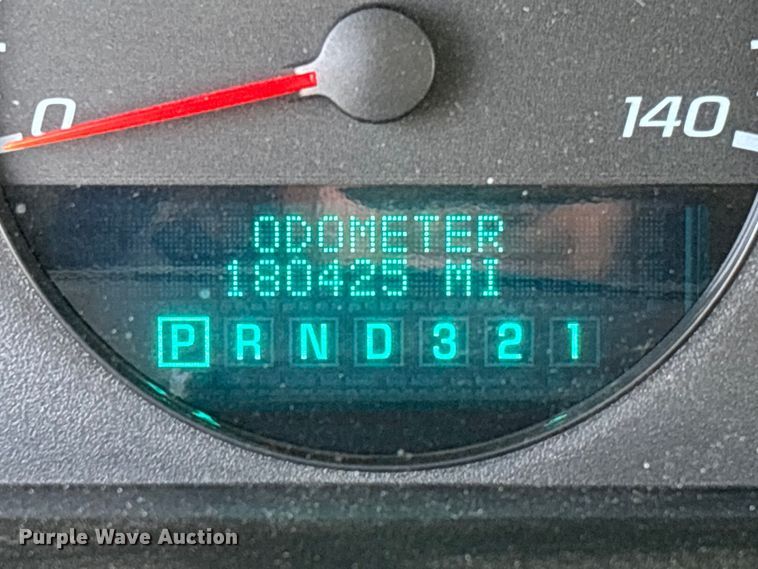 0
140
ODOMETER
180425 MI
P R N D 3 2 1
Purple Wave Auction